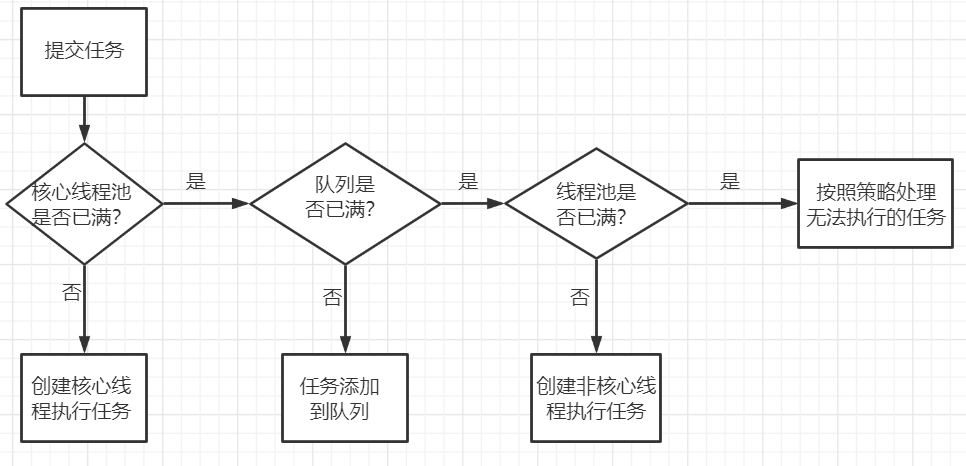 提交任务
核心线程池
是否已满?
是
队列是
否已满?
是
线程池是
否已满?
是
按照策略处理
无法执行的任务
否
否
否
创建核心线
程执行任务
任务添加
到队列
创建非核心线
程执行任务